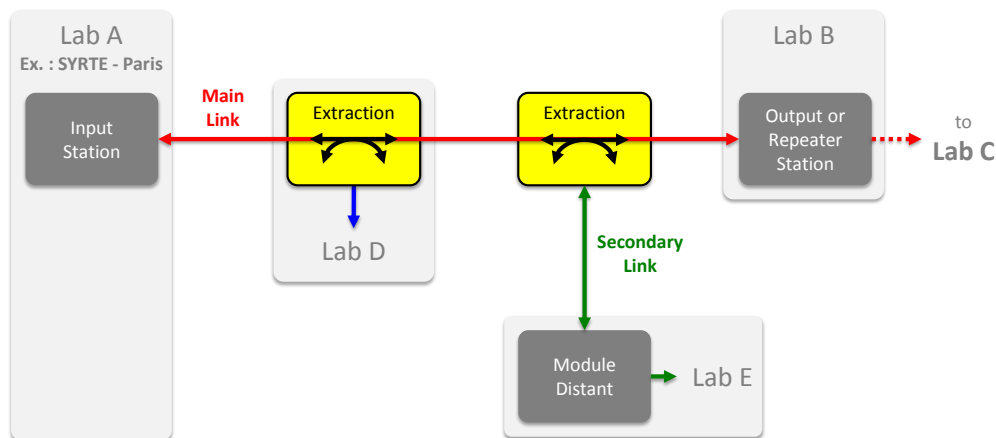 Lab A
Ex. : SYRTE - Paris
Input
Station
Main
Link
Extraction
Lab D
Extraction
Secondary
Link
Module
Distant
Lab E
Lab B
Output or
Repeater
Station
to
Lab C